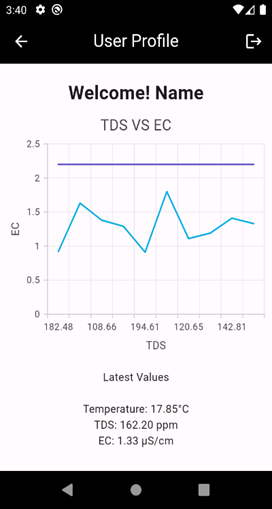 3:40
User Profile
Welcome! Name
TDS VS EC
2.5
2
1.5
1
0.5
0
EC
182.48 108.66 194.61 120.65 142.81
TDS
Latest Values
Temperature: 17.85°C
TDS: 162.20 ppm
EC: 1.33 µS/cm